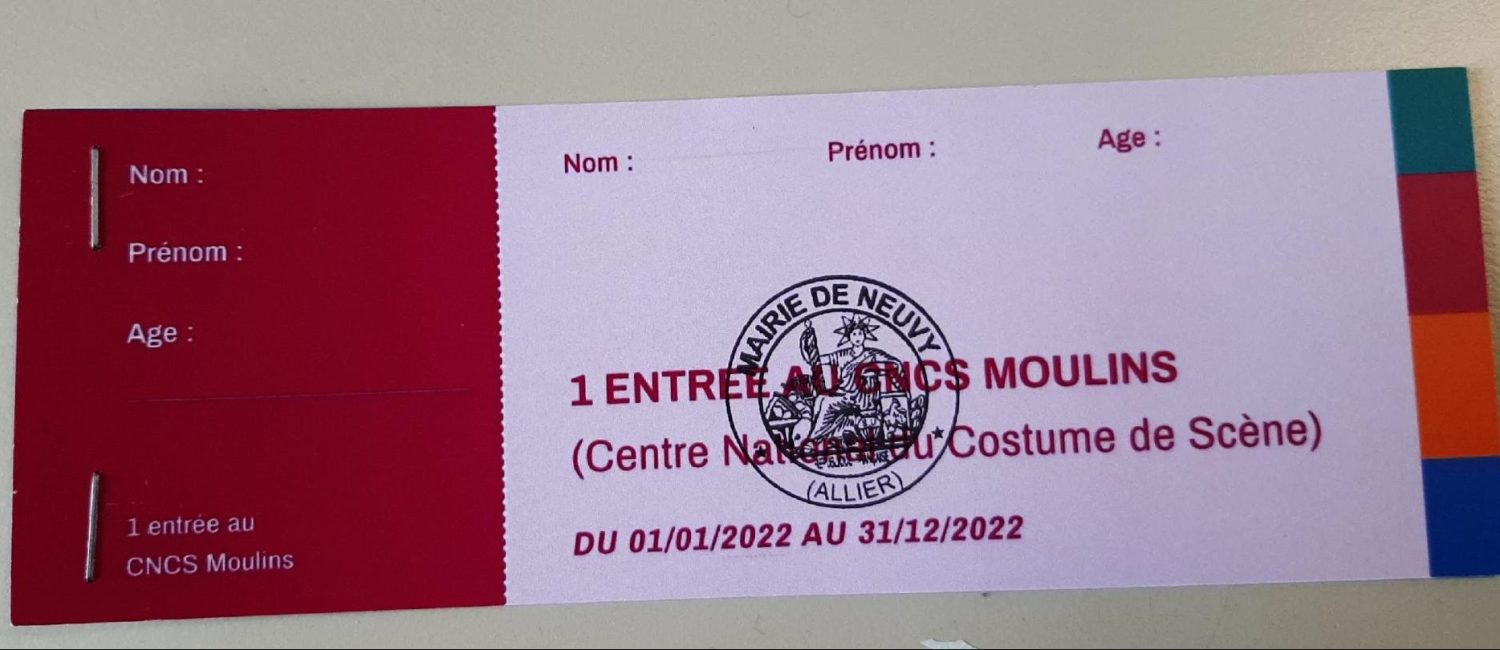 Nom :
Prénom :
Age :
1 entrée au
CNCS Moulins
Nom :
Prénom :
Age :
MAIRIE DE NEUVY
1 ENTREE AU CNCS MOULINS
(Centre National du Costume de Scène)
(ALLIER)
DU 01/01/2022 AU 31/12/2022